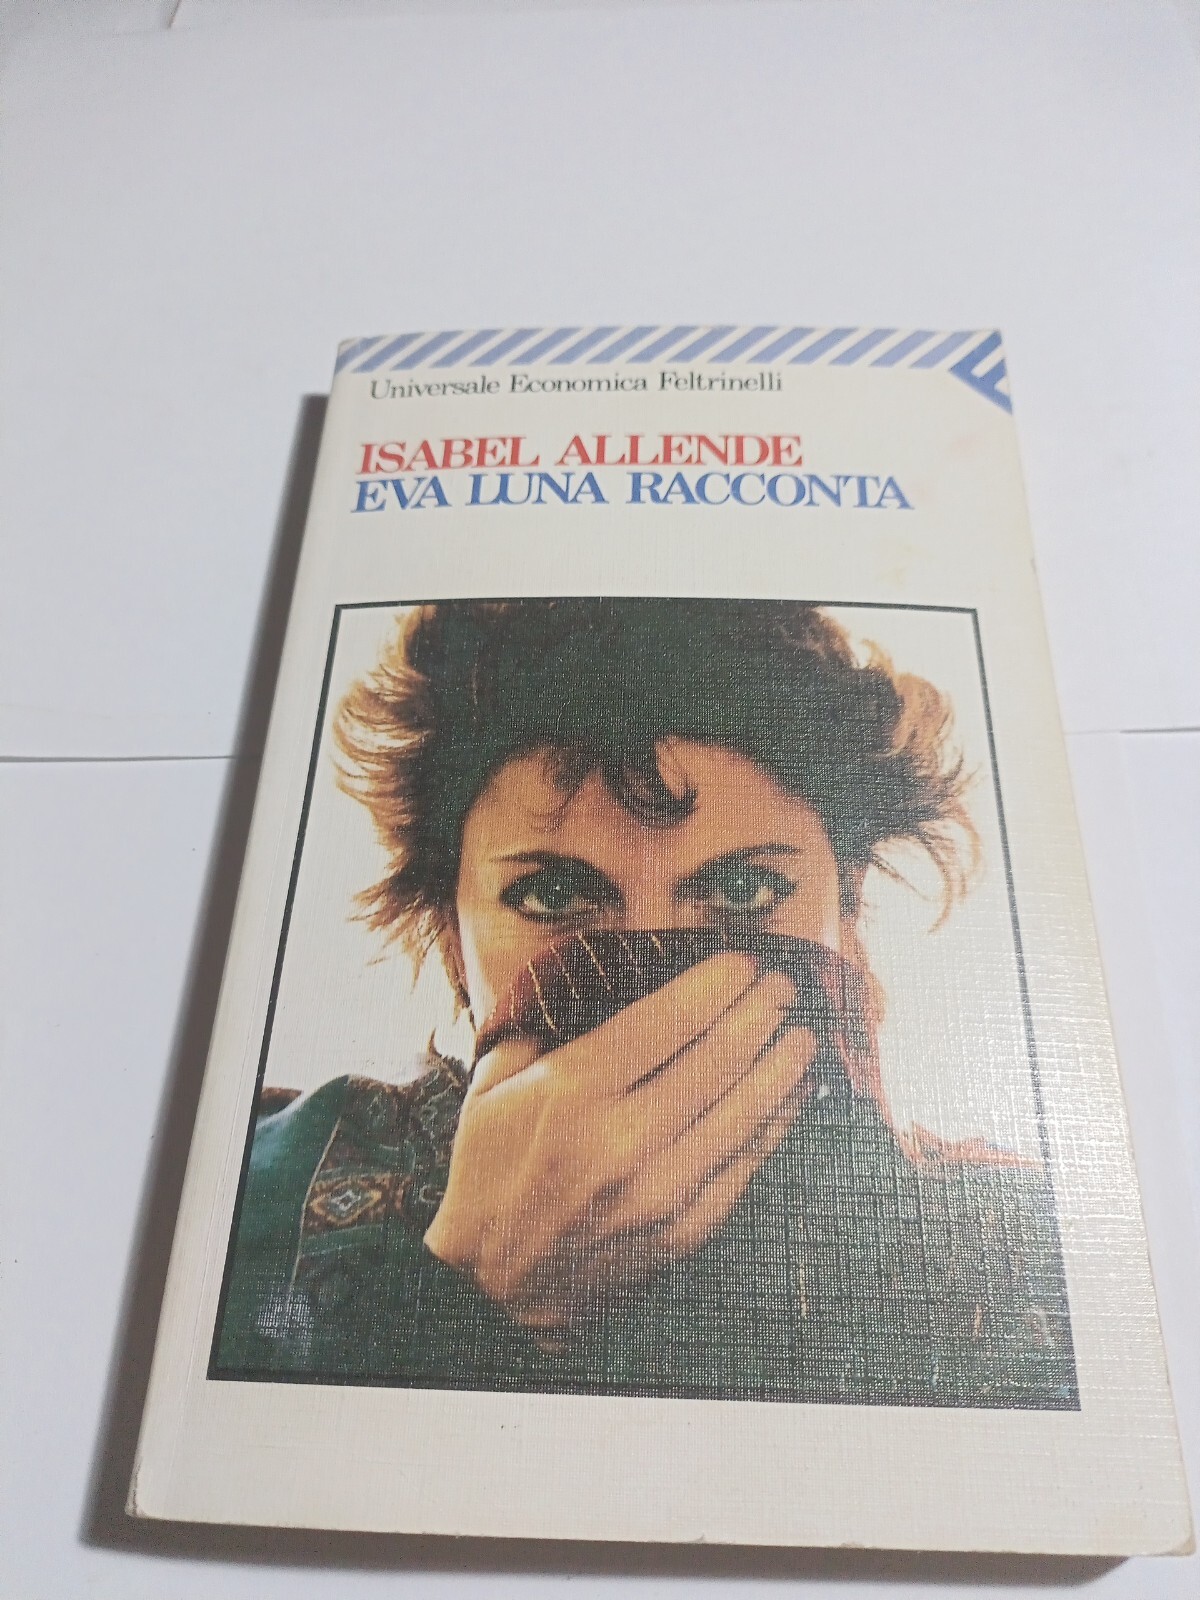 Universale Economica Feltrinelli
ISABEL ALLENDE
EVA LUNA RACCONTA